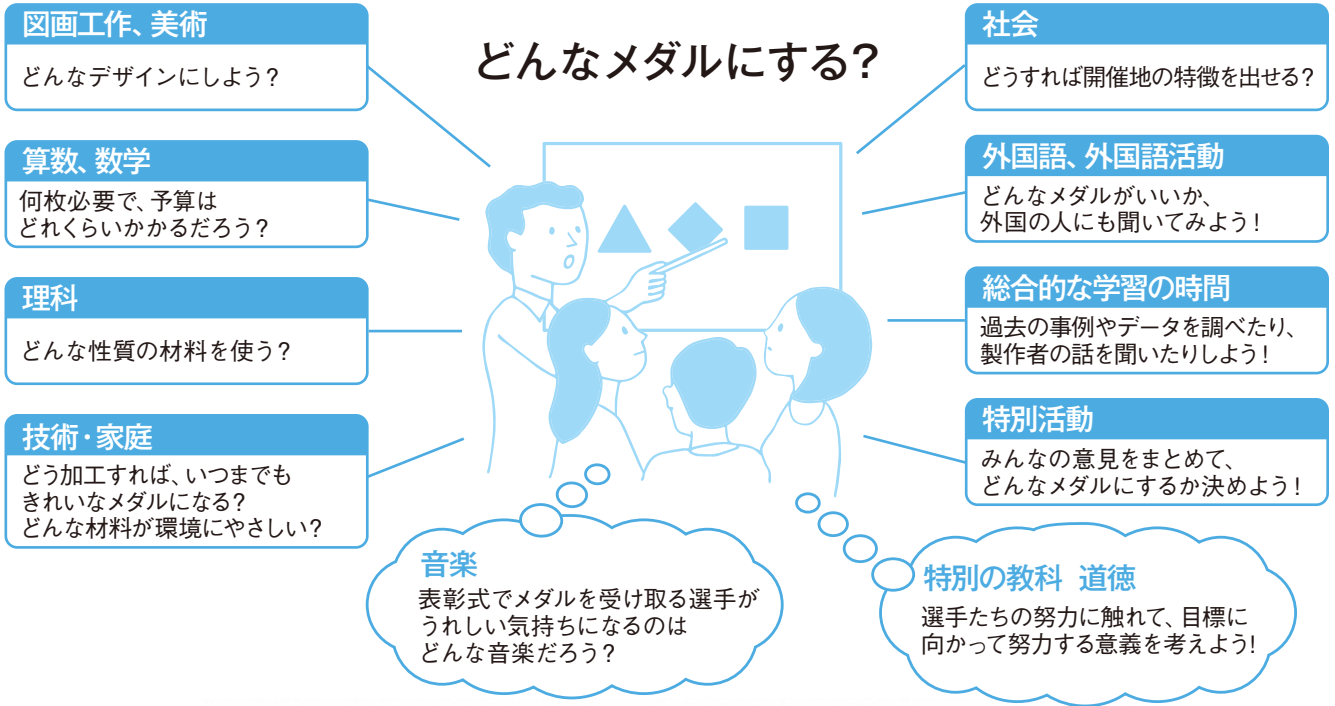 どんなメダルにする?
図画工作、美術
どんなデザインにしよう?
算数、数学
何枚必要で、予算は
どれくらいかかるだろう?
理科
どんな性質の材料を使う?
技術・家庭
どう加工すれば、いつまでも
きれいなメダルになる?
どんな材料が環境にやさしい?
社会
どうすれば開催地の特徴を出せる?
外国語、外国語活動
どんなメダルがいいか、
外国の人にも聞いてみよう!
総合的な学習の時間
過去の事例やデータを調べたり、
製作者の話を聞いたりしよう!
特別活動
みんなの意見をまとめて、
どんなメダルにするか決めよう!
音楽
表彰式でメダルを受け取る選手が
うれしい気持ちになるのは
どんな音楽だろう?
特別の教科 道徳
選手たちの努力に触れて、目標に
向かって努力する意義を考えよう!